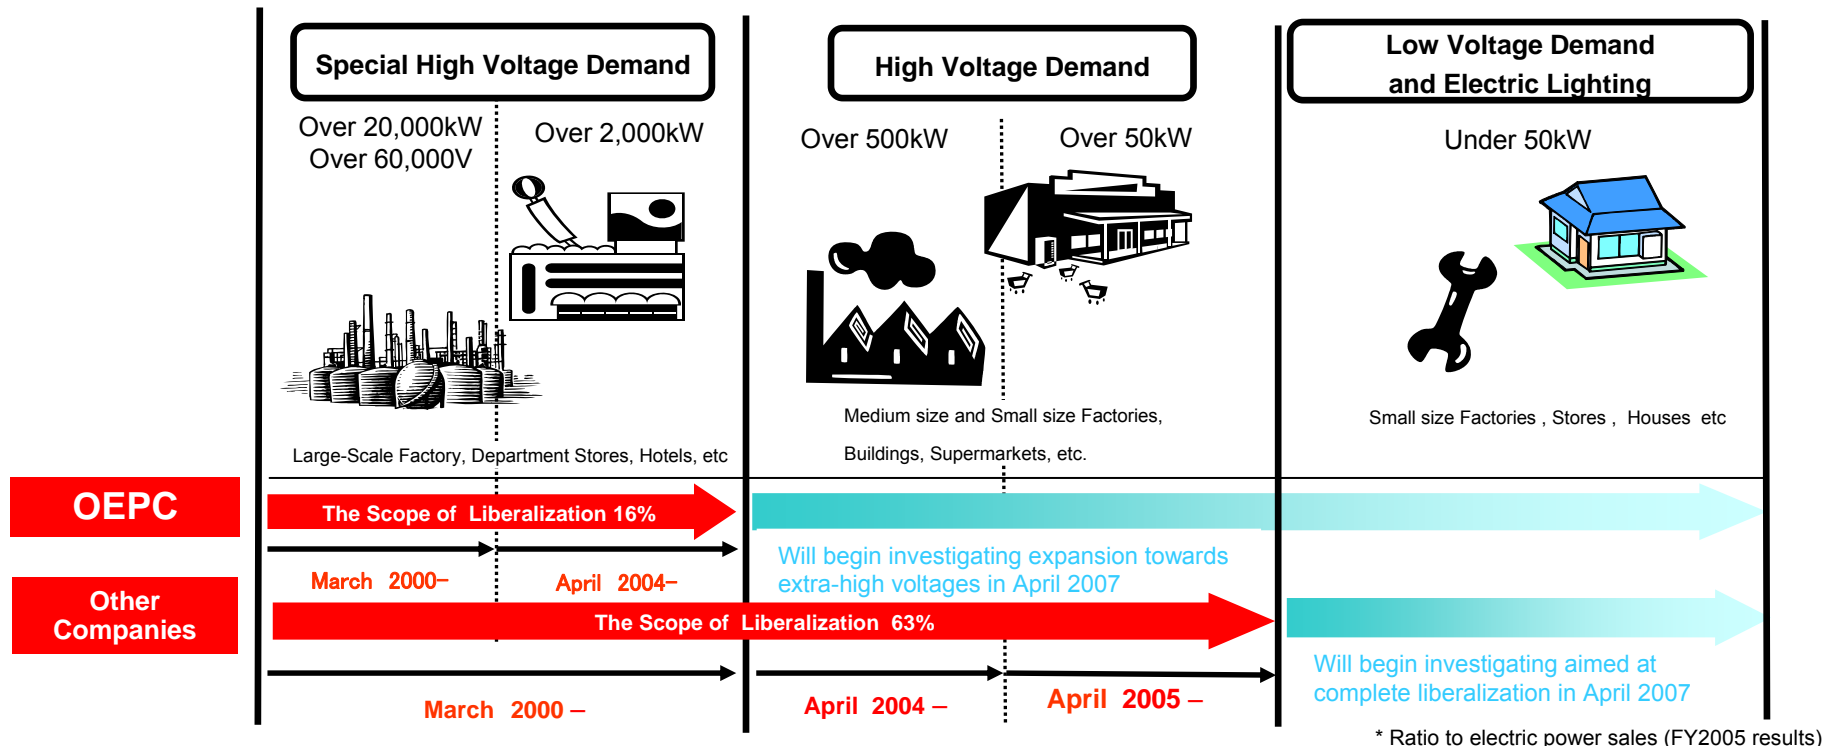 Special High Voltage Demand
High Voltage Demand
Low Voltage Demand
and Electric Lighting
Over 20,000kW
Over 60,000V
Over 2,000kW
Over 500kW
Over 50kW
Under 50kW
Large-Scale Factory, Department Stores, Hotels, etc
Medium size and Small size Factories,
Buildings, Supermarkets, etc.
Small size Factories , Stores , Houses etc
OEPC
The Scope of Liberalization 16%
March 2000–
April 2004–
Will begin investigating expansion towards
extra-high voltages in April 2007
Other
Companies
The Scope of Liberalization 63%
March 2000 –
April 2004 –
April 2005 –
Will begin investigating aimed at
complete liberalization in April 2007
* Ratio to electric power sales (FY2005 results)